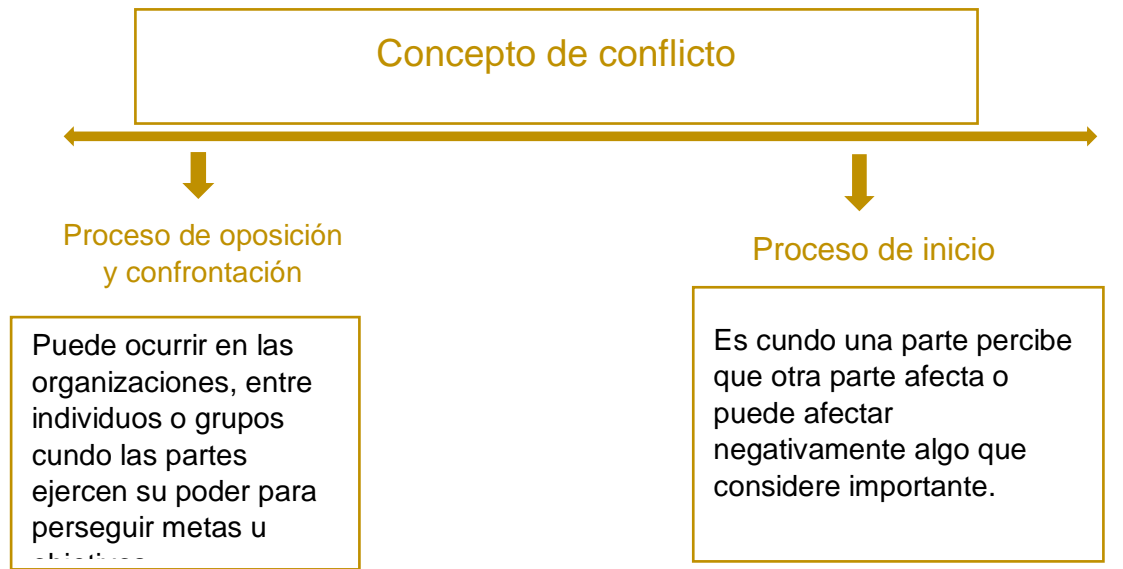 Concepto de conflicto
Proceso de oposición
y confrontación
Puede ocurrir en las
organizaciones, entre
individuos o grupos
cundo las partes
ejercen su poder para
perseguir metas u
Proceso de inicio
Es cundo una parte percibe
que otra parte afecta o
puede afectar
negativamente algo que
considere importante.